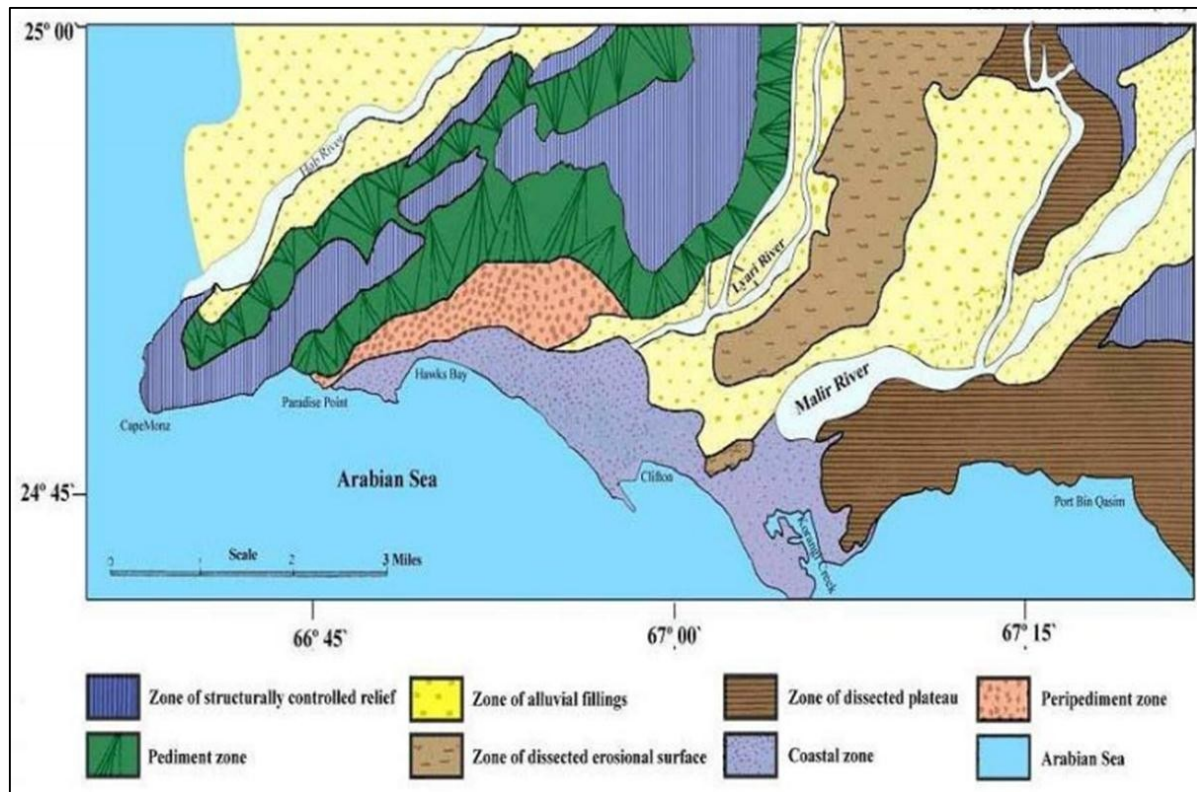 25° 00
Hab River
Lyari River
Malir River
Hawks Bay
Paradise Point
CapeMonz
Arabian Sea
24° 45
Clifton
Port Bin Qasim
Korangi Creek
Scale
0 1 2 3 Miles
66° 45` 67° 00` 67° 15`
Zone of structurally controlled relief
Zone of alluvial fillings
Zone of dissected plateau
Peripediment zone
Pediment zone
Zone of dissected erosional surface
Coastal zone
Arabian Sea